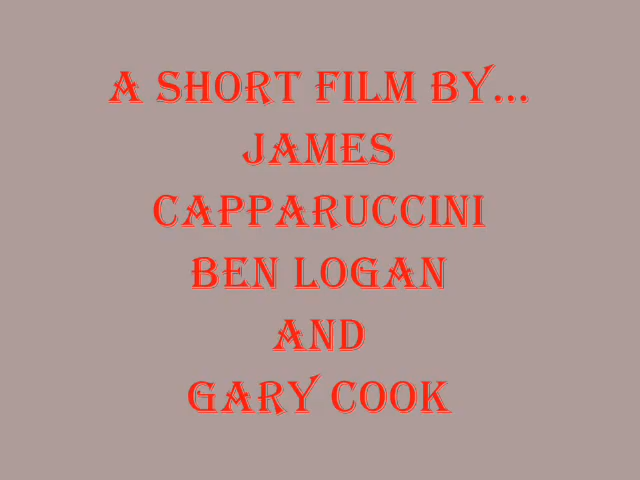 A SHORT FILM BY...
JAMES
CAPPARUCCINI
BEN LOGAN
AND
GARY COOK